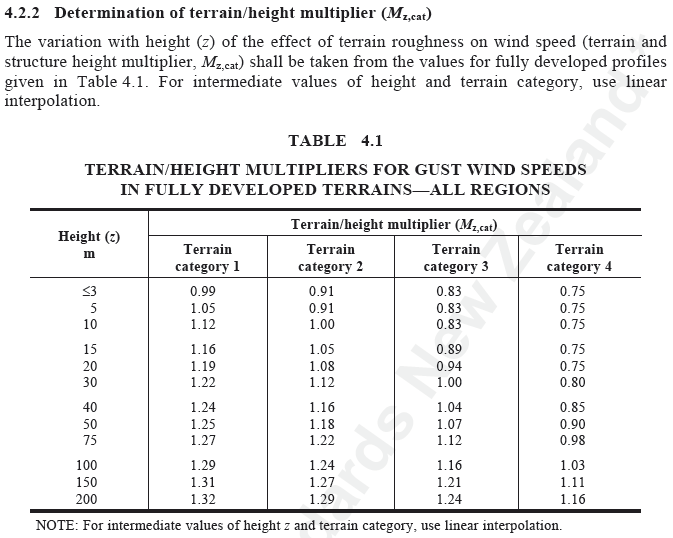 4.2.2 Determination of terrain/height multiplier (Mz,cat)
The variation with height (z) of the effect of terrain roughness on wind speed (terrain and
structure height multiplier, Mz,cat) shall be taken from the values for fully developed profiles
given in Table 4.1. For intermediate values of height and terrain category, use linear
interpolation.
TABLE 4.1
TERRAIN/HEIGHT MULTIPLIERS FOR GUST WIND SPEEDS
IN FULLY DEVELOPED TERRAINS—ALL REGIONS
Height (z)
m
Terrain/height multiplier (Mz,cat)
Terrain
category 1
Terrain
category 2
Terrain
category 3
Terrain
category 4
≤3 0.99 0.91 0.83 0.75
5 1.05 0.91 0.83 0.75
10 1.12 1.00 0.83 0.75
15 1.16 1.05 0.89 0.75
20 1.19 1.08 0.94 0.75
30 1.22 1.12 1.00 0.80
40 1.24 1.16 1.04 0.85
50 1.25 1.18 1.07 0.90
75 1.27 1.22 1.12 0.98
100 1.29 1.24 1.16 1.03
150 1.31 1.27 1.21 1.11
200 1.32 1.29 1.24 1.16
NOTE: For intermediate values of height z and terrain category, use linear interpolation.
ards New Zealand